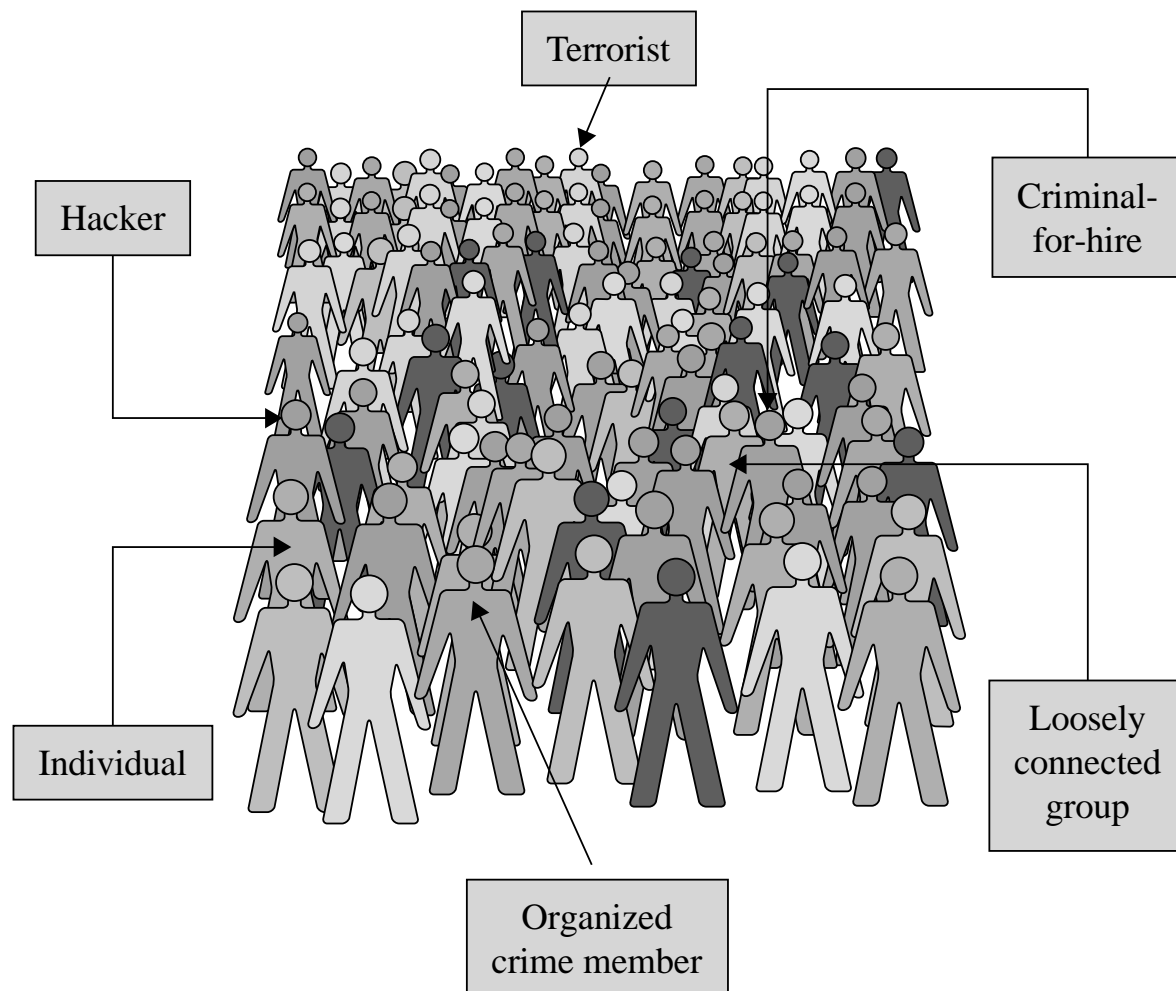 Terrorist
Hacker
Criminal-
for-hire
Individual
Loosely
connected
group
Organized
crime member